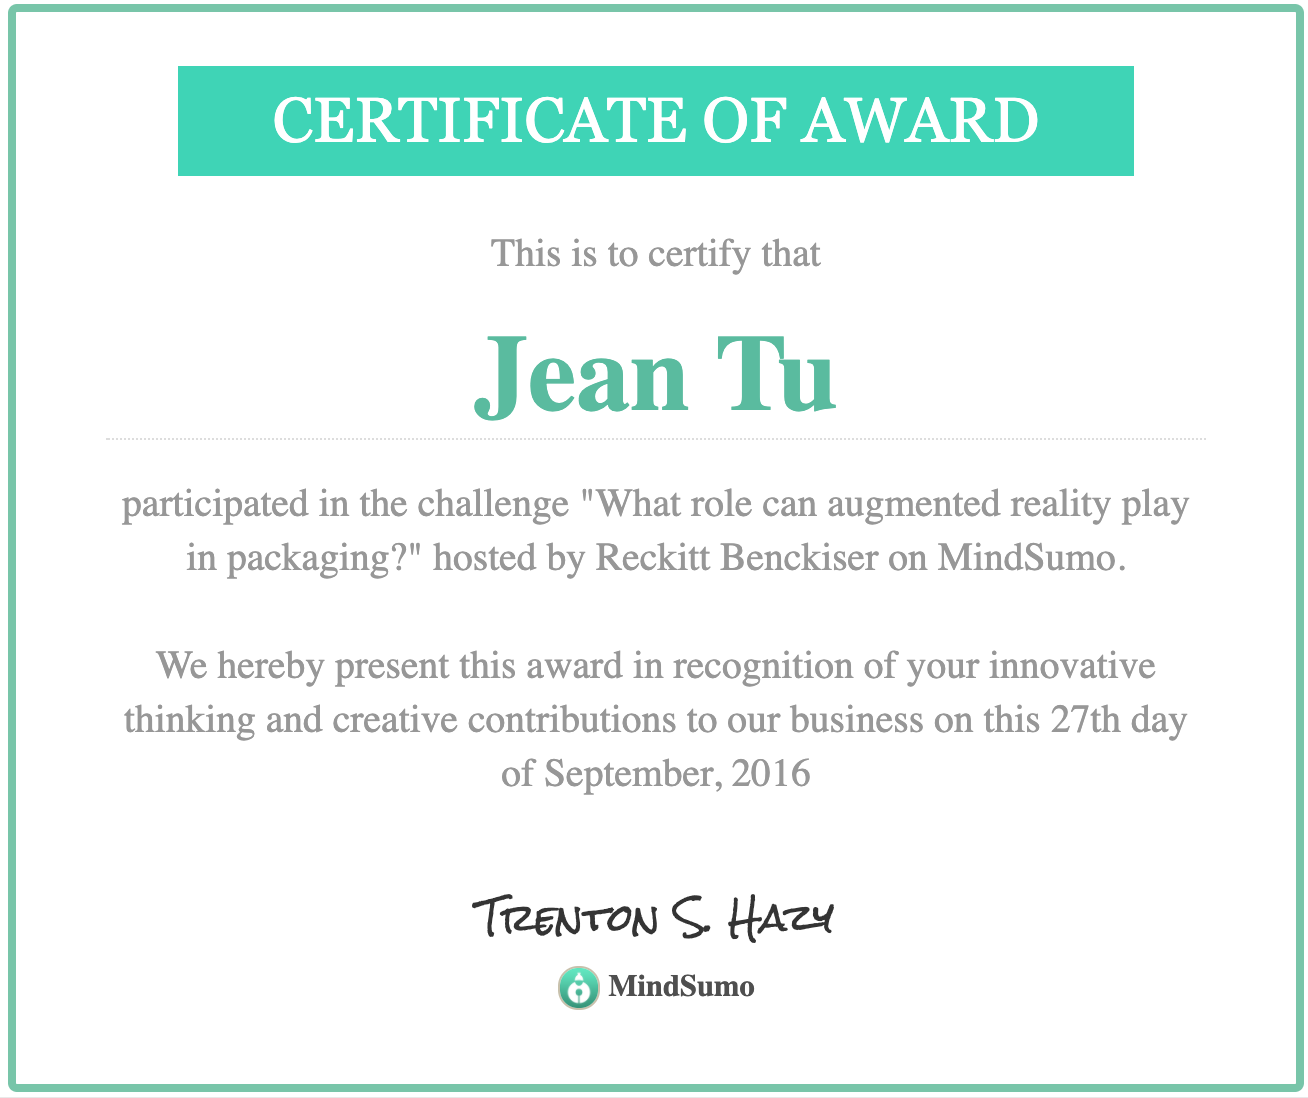 CERTIFICATE OF AWARD
This is to certify that
Jean Tu
participated in the challenge "What role can augmented reality play
in packaging?" hosted by Reckitt Benckiser on MindSumo.
We hereby present this award in recognition of your innovative
thinking and creative contributions to our business on this 27th day
of September, 2016
Trenton S. Hazy
MindSumo